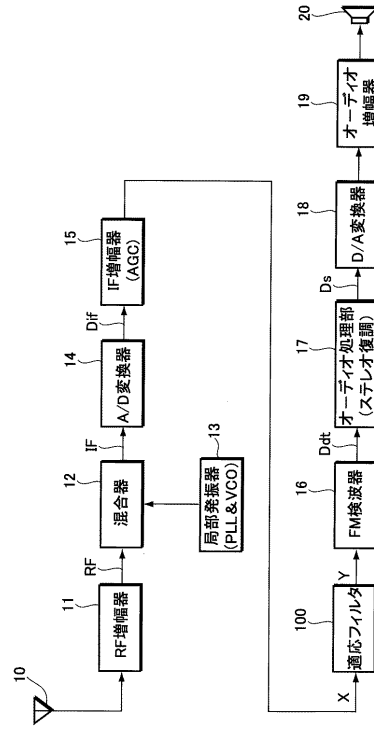 10
11
RF増幅器
RF
12
混合器
13
局部発振器
(PLL&VCO)
IF
14
A/D変換器
Dif
15
IF増幅器
(AGC)
X
100
適応フィルタ
Y
16
FM検波器
Ddt
17
オーディオ処理部
(ステレオ復調)
Ds
18
D/A変換器
19
オーディオ
増幅器
20